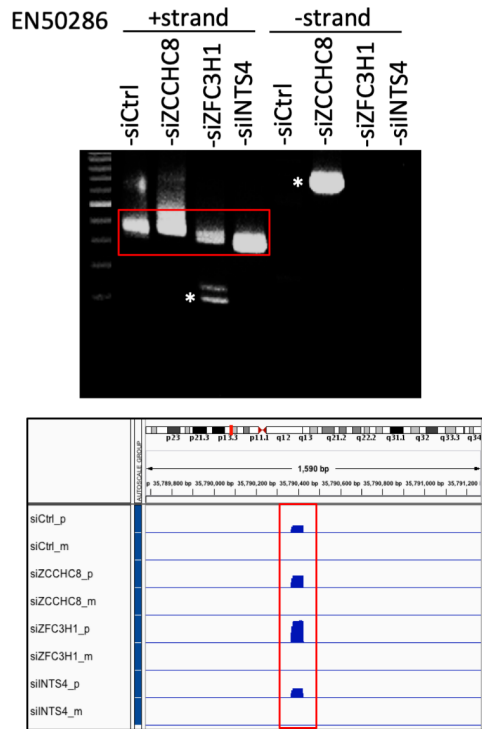 EN50286 +strand -strand
-siCtrl -siZCCHC8 -siZFC3H1 -siINTS4 -siCtrl -siZCCHC8 -siZFC3H1 -siINTS4
*
*
p23 p21.3 p13.3 p11.1 q12 q13 q21.2 q22.2 q31.1 q32 q33.3 q34
1,590 bp
AUTOSCALE GROUP
p 35,789,800 bp 35,790,000 bp 35,790,200 bp 35,790,400 bp 35,790,600 bp 35,790,800 bp 35,791,000 bp 35,791,200
siCtrl_p
siCtrl_m
siZCCHC8_p
siZCCHC8_m
siZFC3H1_p
siZFC3H1_m
siINTS4_p
siINTS4_m